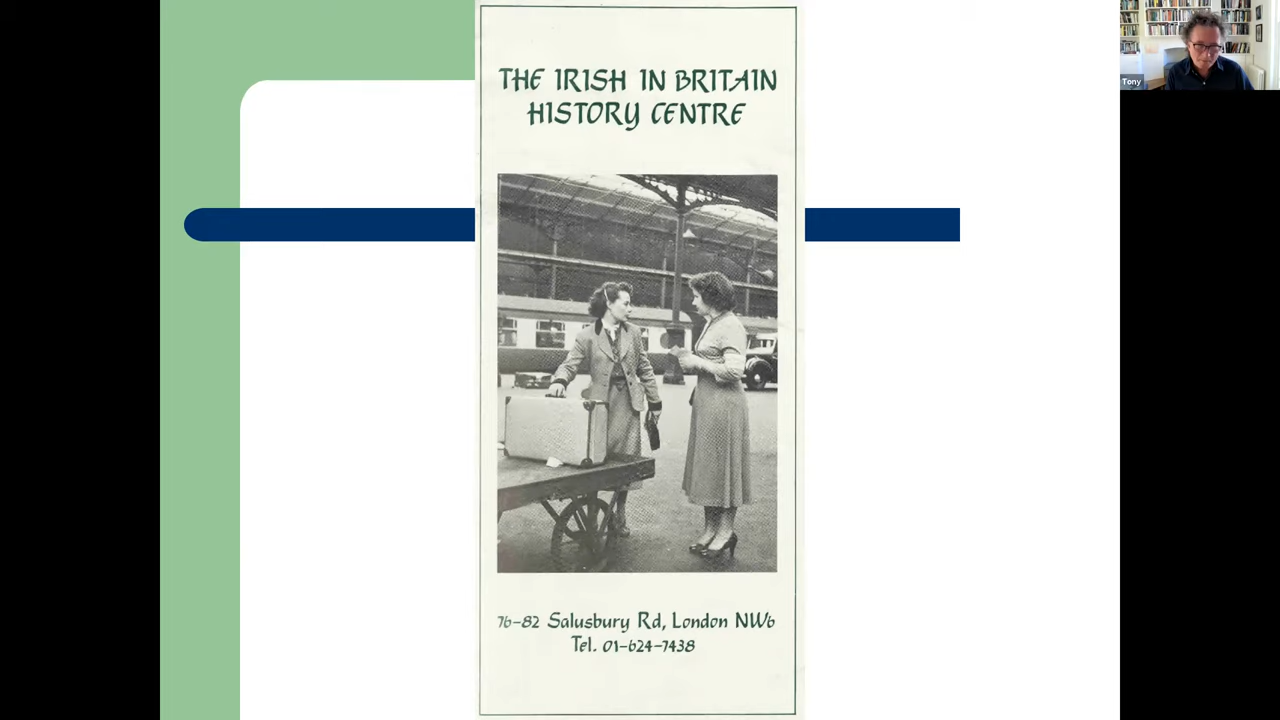 THE IRISH IN BRITAIN
HISTORY CENTRE
76-82 Salusbury Rd, London NW6
Tel. 01-624-7438
Tony